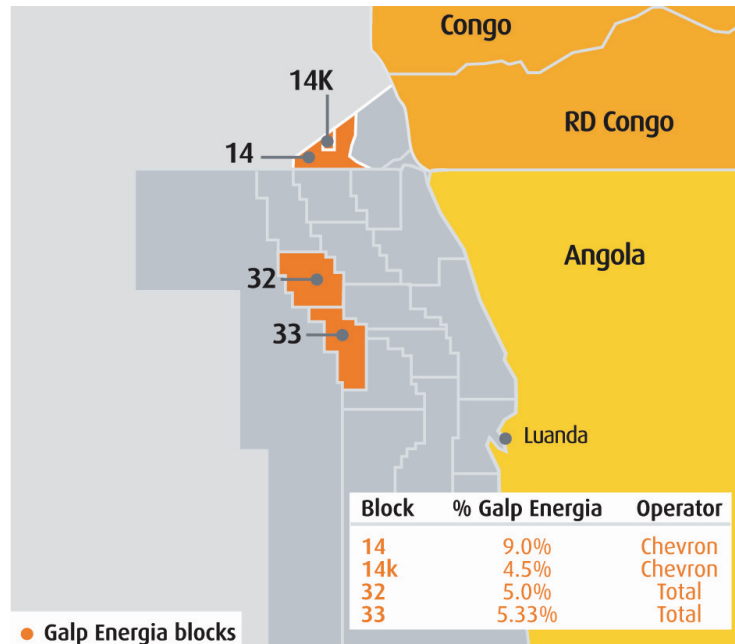 Congo
14K
RD Congo
14
Angola
32
33
Luanda
Block % Galp Energia Operator
14 9.0% Chevron
14k 4.5% Chevron
32 5.0% Total
33 5.33% Total
Galp Energia blocks